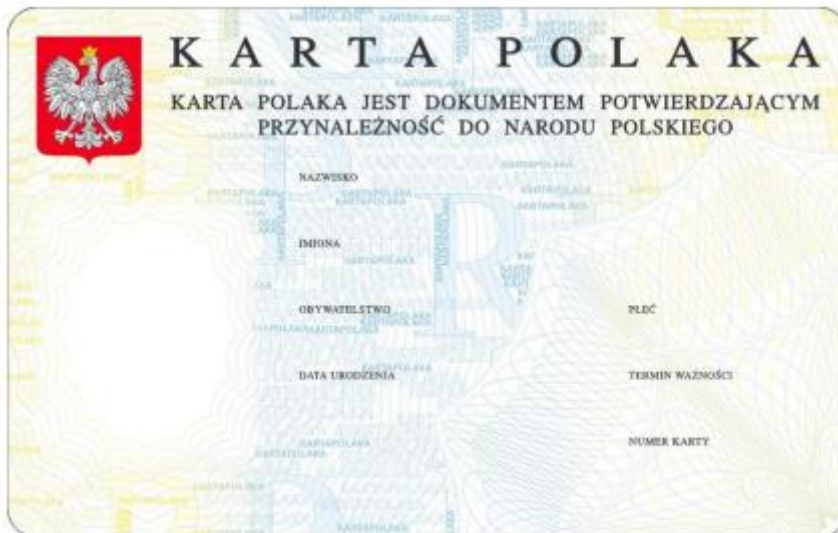 KARTA POLAKA
KARTA POLAKA JEST DOKUMENTEM POTWIERDZAJĄCYM
PRZYNALEŻNOŚĆ DO NARODU POLSKIEGO
NAZWISKO
IMIONA
OBYWATELSTWO
PŁEĆ
DATA URODZENIA
TERMIN WAŻNOŚCI
NUMER KARTY